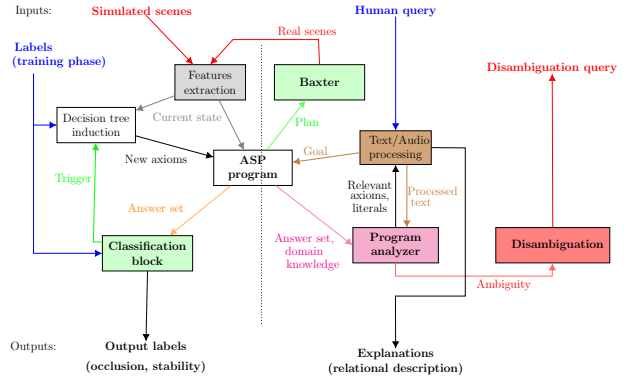 Inputs:
Simulated scenes
Human query
Real scenes
Labels
(training phase)
Disambiguation query
Features
extraction
Baxter
Decision tree
induction
Current state
Plan
Text/Audio
processing
New axioms
Goal
ASP
program
Trigger
Relevant
axioms,
literals
Processed
text
Answer set
Answer set,
domain
knowledge
Classification
block
Program
analyzer
Disambiguation
Ambiguity
Outputs:
Output labels
(occlusion, stability)
Explanations
(relational description)